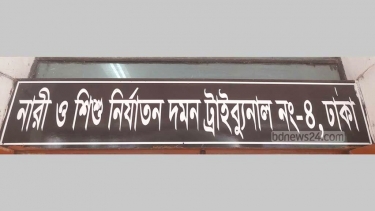 নারী ও শিশু নির্যাতন দমন ট্রাইব্যুনাল নং-৪, ঢাকা
bdnews24.com